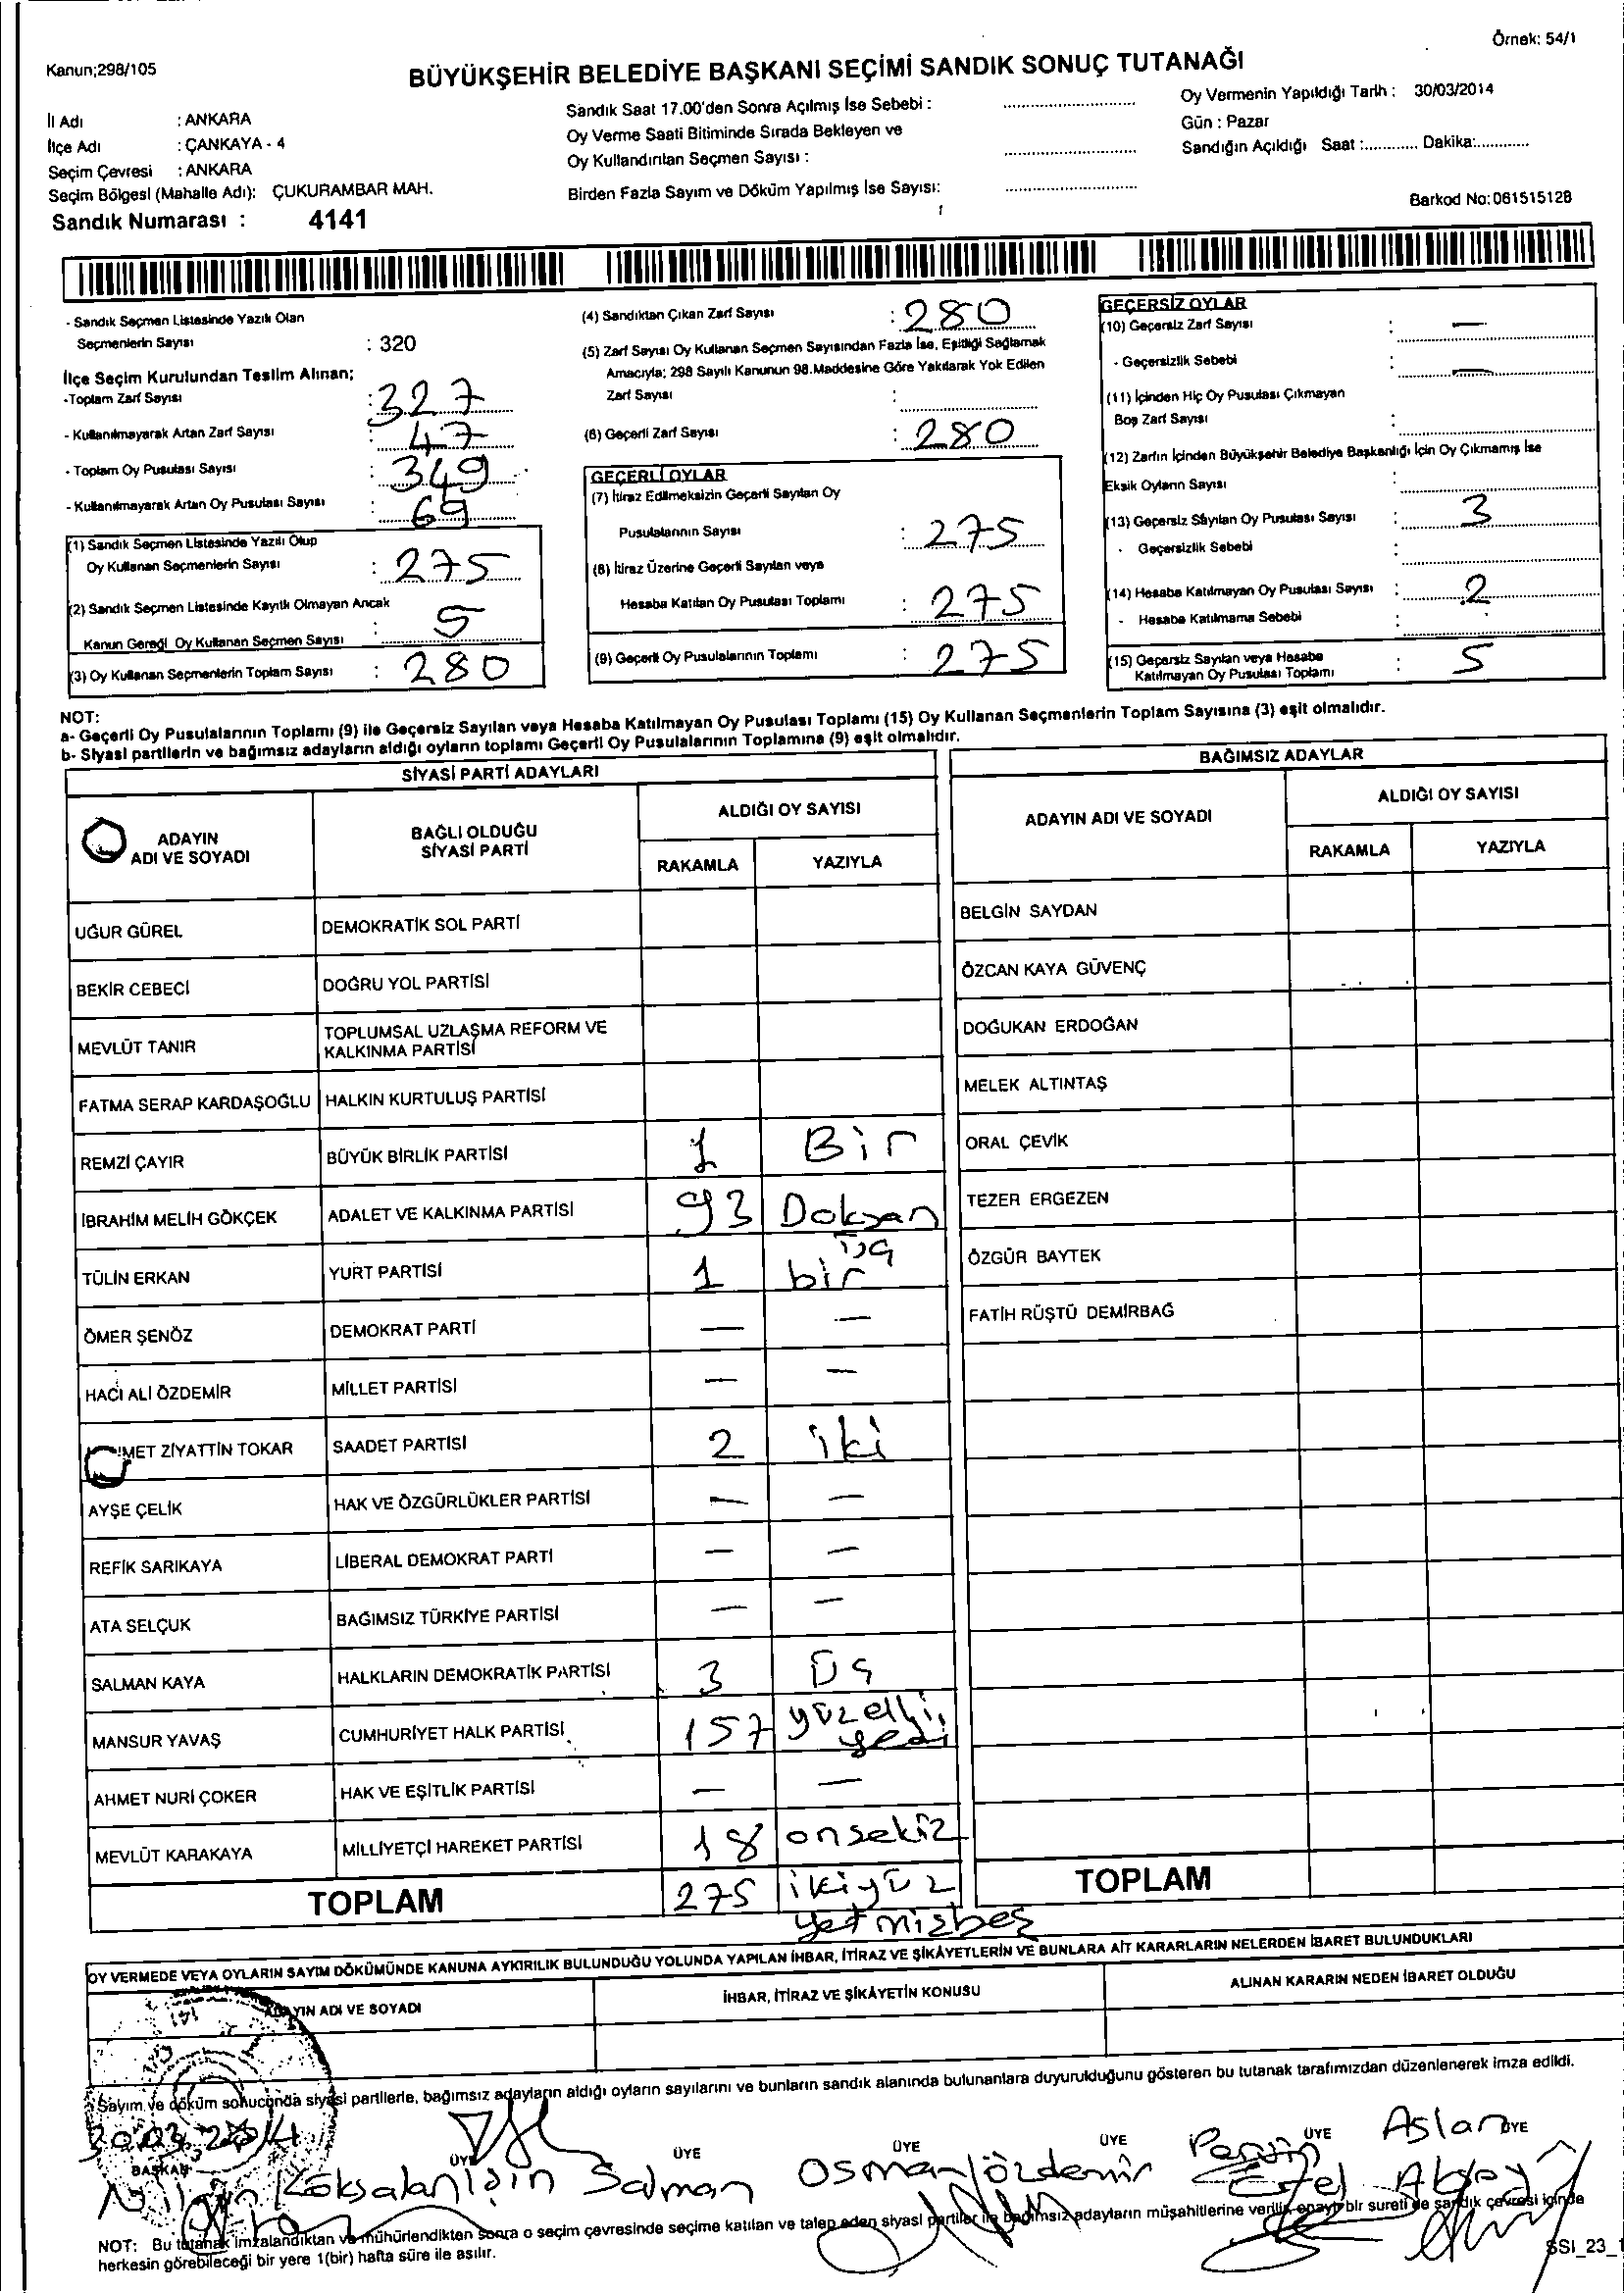 Örnek: 54/1
Kanun;298/105
BÜYÜKŞEHİR BELEDİYE BAŞKANI SEÇİMİ SANDIK SONUÇ TUTANAĞI
İl Adı : ANKARA
İlçe Adı : ÇANKAYA - 4
Seçim Çevresi : ANKARA
Seçim Bölgesi (Mahalle Adı): ÇUKURAMBAR MAH.
Sandık Numarası : 4141
Sandık Saat 17.00'den Sonra Açılmış İse Sebebi :
Oy Verme Saati Bitiminde Sırada Bekleyen ve
Oy Kullandırılan Seçmen Sayısı :
Birden Fazla Sayım ve Döküm Yapılmış İse Sayısı:
Oy Vermenin Yapıldığı Tarih : 30/03/2014
Gün : Pazar
Sandığın Açıldığı Saat :............ Dakika:............
Barkod No:061515128
- Sandık Seçmen Listesinde Yazılı Olan
Seçmenlerin Sayısı : 320
İlçe Seçim Kurulundan Teslim Alınan;
-Toplam Zarf Sayısı : 327
- Kullanılmayarak Artan Zarf Sayısı : 47
- Toplam Oy Pusulası Sayısı : 349
- Kullanılmayarak Artan Oy Pusulası Sayısı : 69
(1) Sandık Seçmen Listesinde Yazılı Olup
Oy Kullanan Seçmenlerin Sayısı : 275
(2) Sandık Seçmen Listesinde Kayıtlı Olmayan Ancak
Kanun Gereği Oy Kullanan Seçmen Sayısı : 5
(3) Oy Kullanan Seçmenlerin Toplam Sayısı : 280
(4) Sandıktan Çıkan Zarf Sayısı : 280
(5) Zarf Sayısı Oy Kullanan Seçmen Sayısından Fazla İse, Eşitliği Sağlamak
Amacıyla; 298 Sayılı Kanunun 98.Maddesine Göre Yakılarak Yok Edilen
Zarf Sayısı :
(6) Geçerli Zarf Sayısı : 280
GEÇERLİ OYLAR
(7) İtiraz Edilmeksizin Geçerli Sayılan Oy
Pusulalarının Sayısı : 275
(8) İtiraz Üzerine Geçerli Sayılan veya
Hesaba Katılan Oy Pusulası Toplamı : 275
(9) Geçerli Oy Pusulalarının Toplamı : 275
GEÇERSİZ OYLAR
(10) Geçersiz Zarf Sayısı : —
- Geçersizlik Sebebi : —
(11) İçinden Hiç Oy Pusulası Çıkmayan
Boş Zarf Sayısı :
(12) Zarfın İçinden Büyükşehir Belediye Başkanlığı İçin Oy Çıkmamış İse
Eksik Oyların Sayısı :
(13) Geçersiz Sayılan Oy Pusulası Sayısı : 3
- Geçersizlik Sebebi :
(14) Hesaba Katılmayan Oy Pusulası Sayısı : 2
- Hesaba Katılmama Sebebi :
(15) Geçersiz Sayılan veya Hesaba
Katılmayan Oy Pusulası Toplamı : 5
NOT:
a- Geçerli Oy Pusulalarının Toplamı (9) ile Geçersiz Sayılan veya Hesaba Katılmayan Oy Pusulası Toplamı (15) Oy Kullanan Seçmenlerin Toplam Sayısına (3) eşit olmalıdır.
b- Siyasi partilerin ve bağımsız adayların aldığı oyların toplamı Geçerli Oy Pusulalarının Toplamına (9) eşit olmalıdır.
SİYASİ PARTİ ADAYLARI
ADAYIN ADI VE SOYADI
BAĞLI OLDUĞU SİYASİ PARTİ
ALDIĞI OY SAYISI
RAKAMLA YAZIYLA
UĞUR GÜREL DEMOKRATİK SOL PARTİ
BEKİR CEBECİ DOĞRU YOL PARTİSİ
MEVLÜT TANIR TOPLUMSAL UZLAŞMA REFORM VE KALKINMA PARTİSİ
FATMA SERAP KARDAŞOĞLU HALKIN KURTULUŞ PARTİSİ
REMZİ ÇAYIR BÜYÜK BİRLİK PARTİSİ 1 Bir
İBRAHİM MELİH GÖKÇEK ADALET VE KALKINMA PARTİSİ 93 Doksan üç
TÜLİN ERKAN YURT PARTİSİ 1 bir
ÖMER ŞENÖZ DEMOKRAT PARTİ — —
HACI ALİ ÖZDEMİR MİLLET PARTİSİ — —
MET ZİYATTİN TOKAR SAADET PARTİSİ 2 iki
AYŞE ÇELİK HAK VE ÖZGÜRLÜKLER PARTİSİ — —
REFİK SARIKAYA LİBERAL DEMOKRAT PARTİ — —
ATA SELÇUK BAĞIMSIZ TÜRKİYE PARTİSİ — —
SALMAN KAYA HALKLARIN DEMOKRATİK PARTİSİ 3 Üç
MANSUR YAVAŞ CUMHURİYET HALK PARTİSİ 157 yüzelli yedi
AHMET NURİ ÇOKER HAK VE EŞİTLİK PARTİSİ — —
MEVLÜT KARAKAYA MİLLİYETÇİ HAREKET PARTİSİ 18 onsekiz
TOPLAM 275 ikiyüz yetmişbeş
BAĞIMSIZ ADAYLAR
ADAYIN ADI VE SOYADI
ALDIĞI OY SAYISI
RAKAMLA YAZIYLA
BELGİN SAYDAN
ÖZCAN KAYA GÜVENÇ
DOĞUKAN ERDOĞAN
MELEK ALTINTAŞ
ORAL ÇEVİK
TEZER ERGEZEN
ÖZGÜR BAYTEK
FATİH RÜŞTÜ DEMİRBAĞ
TOPLAM
OY VERMEDE VEYA OYLARIN SAYIM DÖKÜMÜNDE KANUNA AYKIRILIK BULUNDUĞU YOLUNDA YAPILAN İHBAR, İTİRAZ VE ŞİKÂYETLERİN VE BUNLARA AİT KARARLARIN NELERDEN İBARET BULUNDUKLARI
ADI VE SOYADI
İHBAR, İTİRAZ VE ŞİKÂYETİN KONUSU
ALINAN KARARIN NEDEN İBARET OLDUĞU
Sayım ve döküm sonucunda siyasi partilerle, bağımsız adayların aldığı oyların sayılarını ve bunların sandık alanında bulunanlara duyurulduğunu gösteren bu tutanak tarafımızdan düzenlenerek imza edildi.
30.03.2014
BAŞKAN ÜYE ÜYE ÜYE ÜYE ÜYE ÜYE
Salman Osman Özdemir Aslan
NOT: Bu tutanak imzalandıktan ve mühürlendikten sonra o seçim çevresinde seçime katılan ve talep eden siyasi partiler ile bağımsız adayların müşahitlerine verilir, onaylı bir sureti de sandık çevresi içinde
herkesin görebileceği bir yere 1(bir) hafta süre ile asılır.
SSI_23_